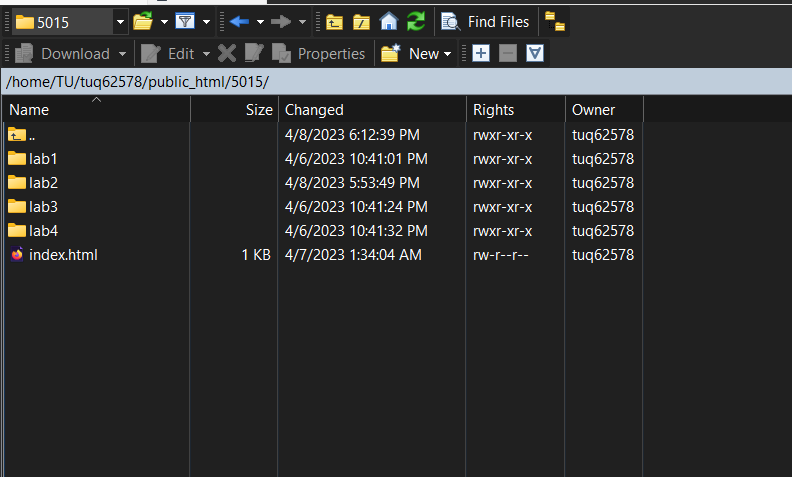 5015
Find Files
Download Edit Properties New
/home/TU/tuq62578/public_html/5015/
Name Size Changed Rights Owner
.. 4/8/2023 6:12:39 PM rwxr-xr-x tuq62578
lab1 4/6/2023 10:41:01 PM rwxr-xr-x tuq62578
lab2 4/8/2023 5:53:49 PM rwxr-xr-x tuq62578
lab3 4/6/2023 10:41:24 PM rwxr-xr-x tuq62578
lab4 4/6/2023 10:41:32 PM rwxr-xr-x tuq62578
index.html 1 KB 4/7/2023 1:34:04 AM rw-r--r-- tuq62578